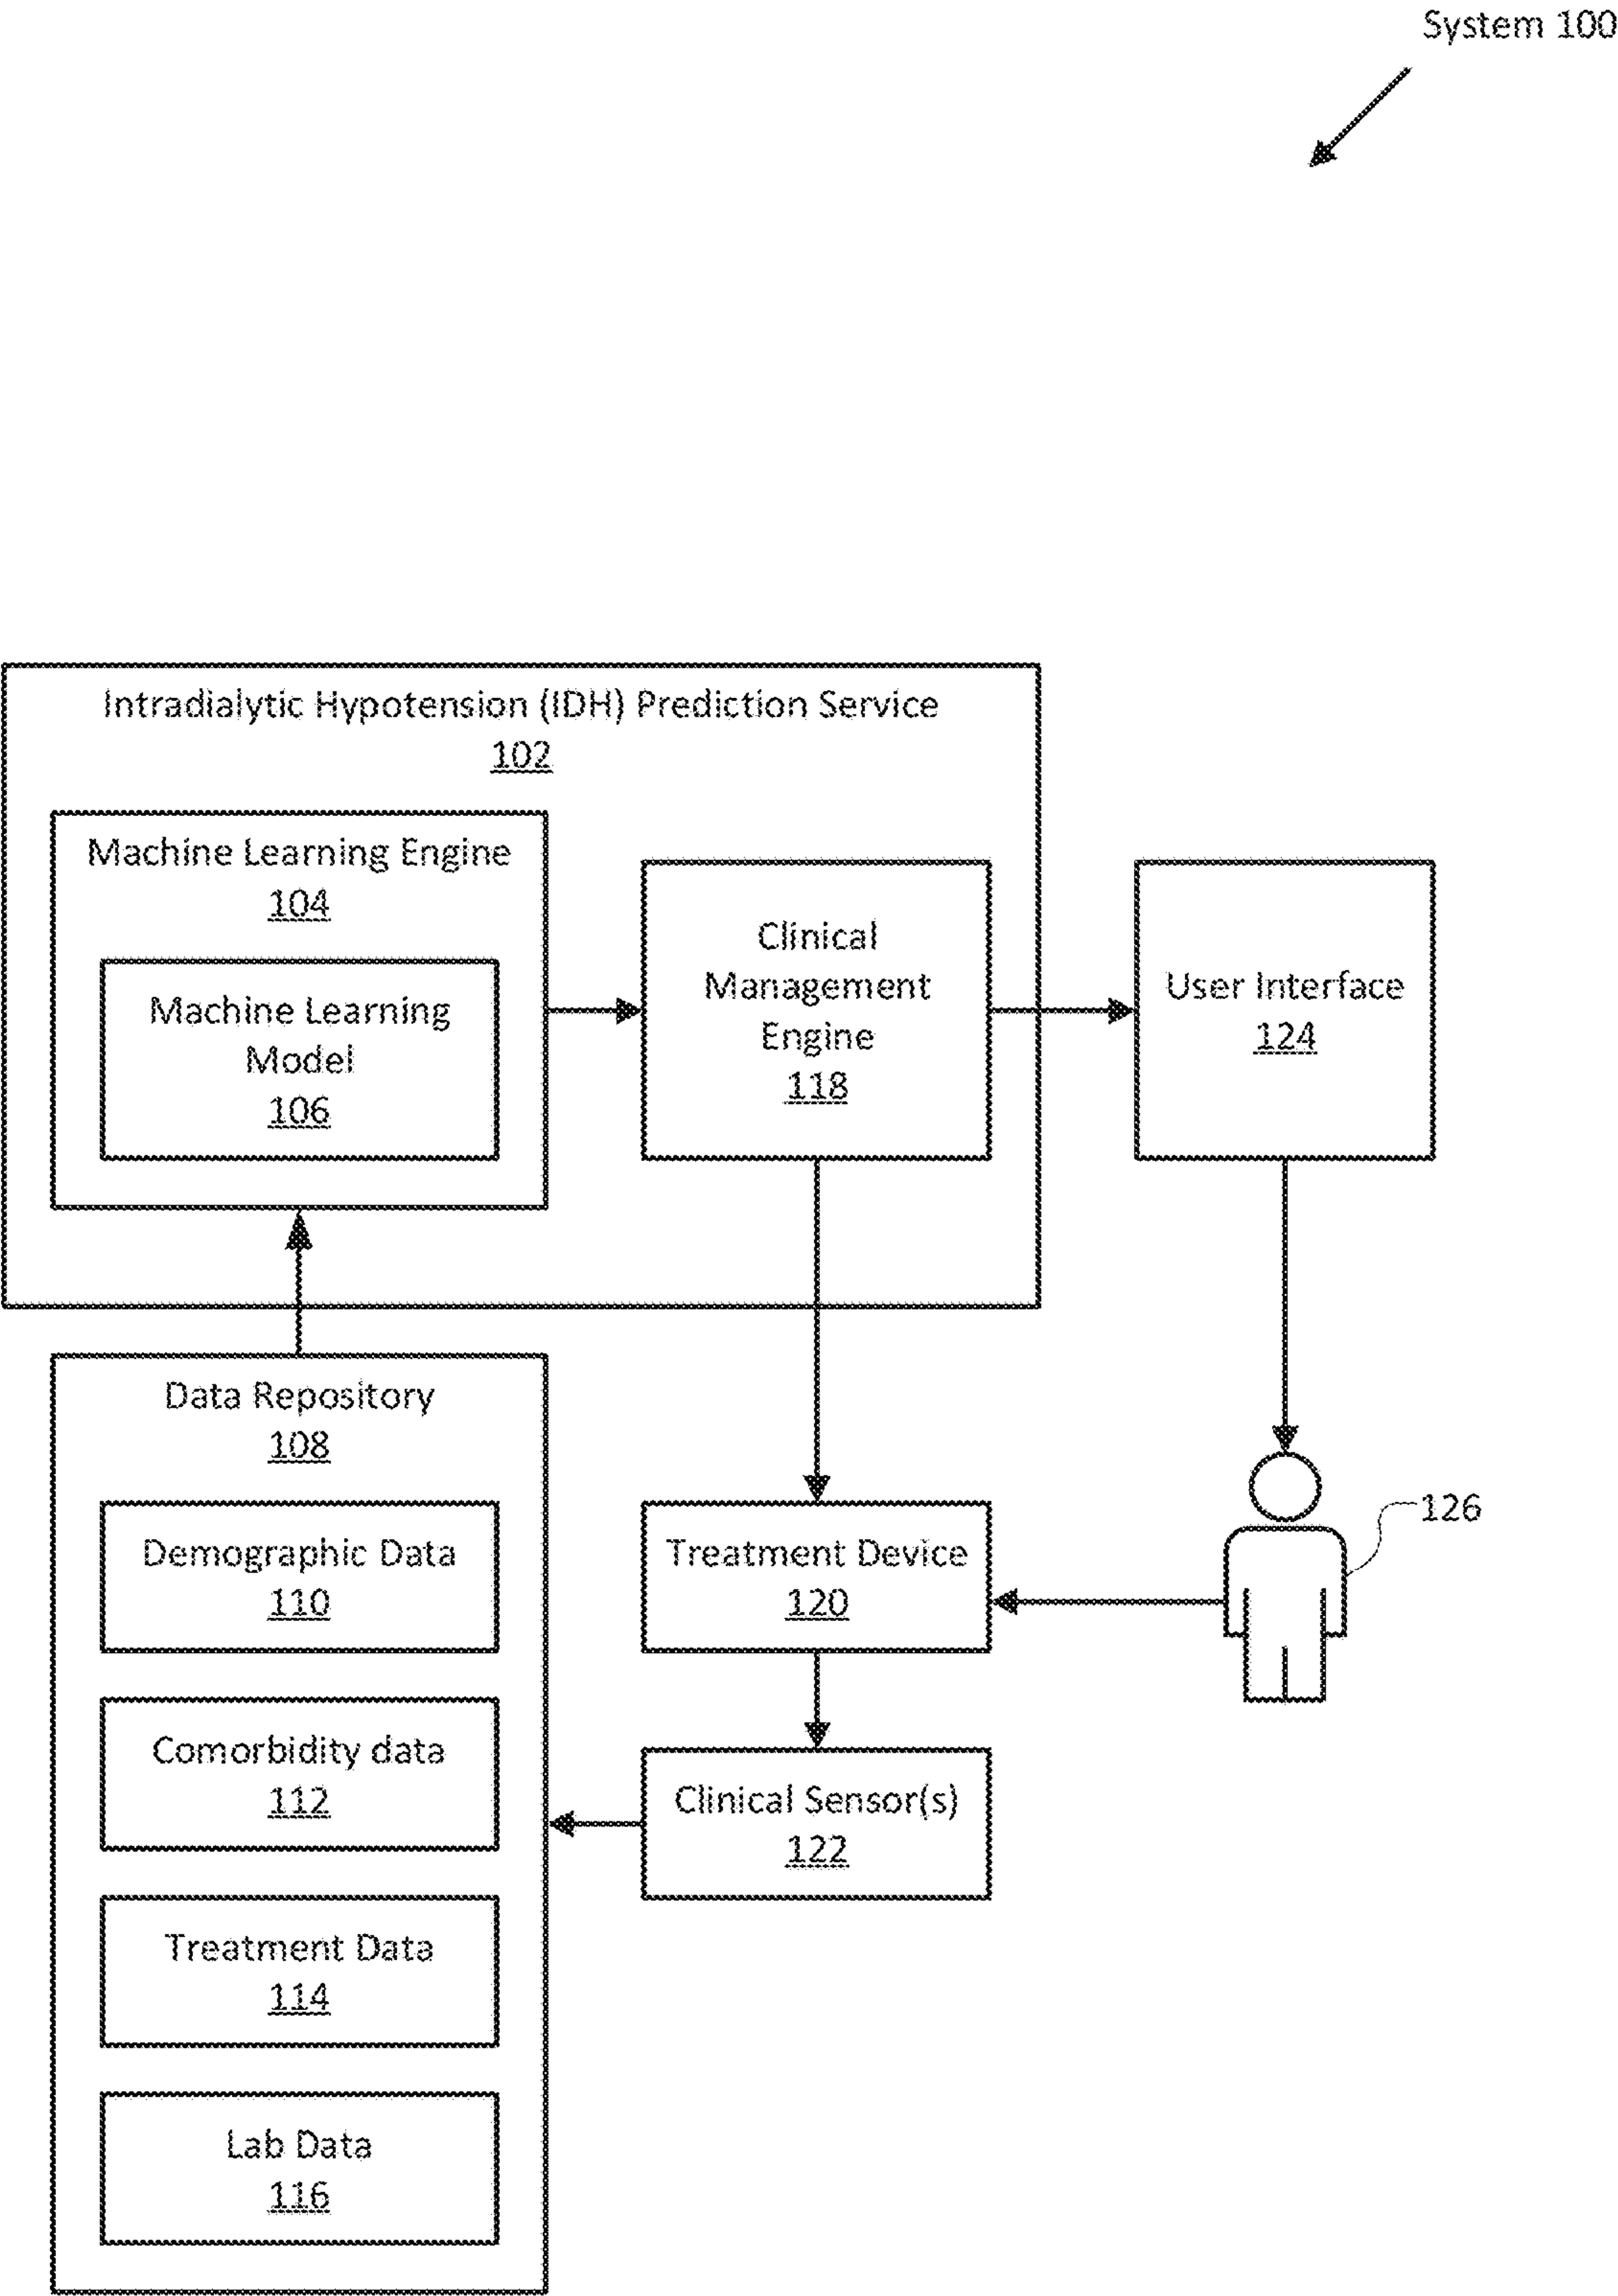 System 100
Intradialytic Hypotension (IDH) Prediction Service
102
Machine Learning Engine
104
Machine Learning
Model
106
Clinical
Management
Engine
118
User Interface
124
Data Repository
108
Demographic Data
110
Comorbidity data
112
Treatment Data
114
Lab Data
116
Treatment Device
120
Clinical Sensor(s)
122
126